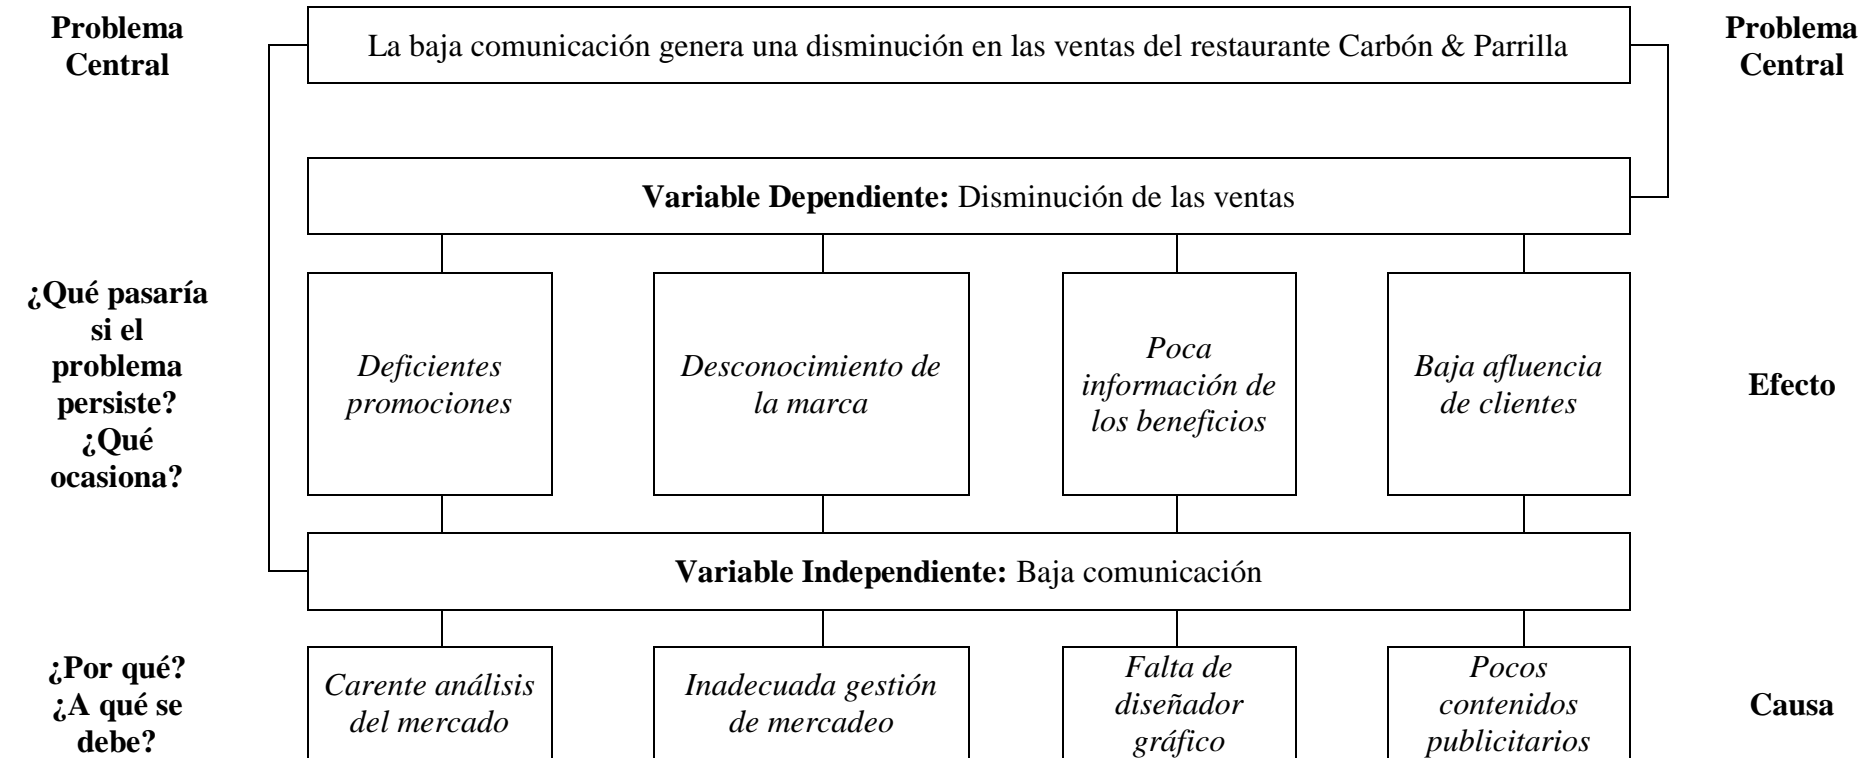 Problema
Central
La baja comunicación genera una disminución en las ventas del restaurante Carbón & Parrilla
Problema
Central
Variable Dependiente: Disminución de las ventas
¿Qué pasaría
si el
problema
persiste?
¿Qué
ocasiona?
Deficientes
promociones
Desconocimiento de
la marca
Poca
información de
los beneficios
Baja afluencia
de clientes
Efecto
Variable Independiente: Baja comunicación
¿Por qué?
¿A qué se
debe?
Carente análisis
del mercado
Inadecuada gestión
de mercadeo
Falta de
diseñador
gráfico
Pocos
contenidos
publicitarios
Causa